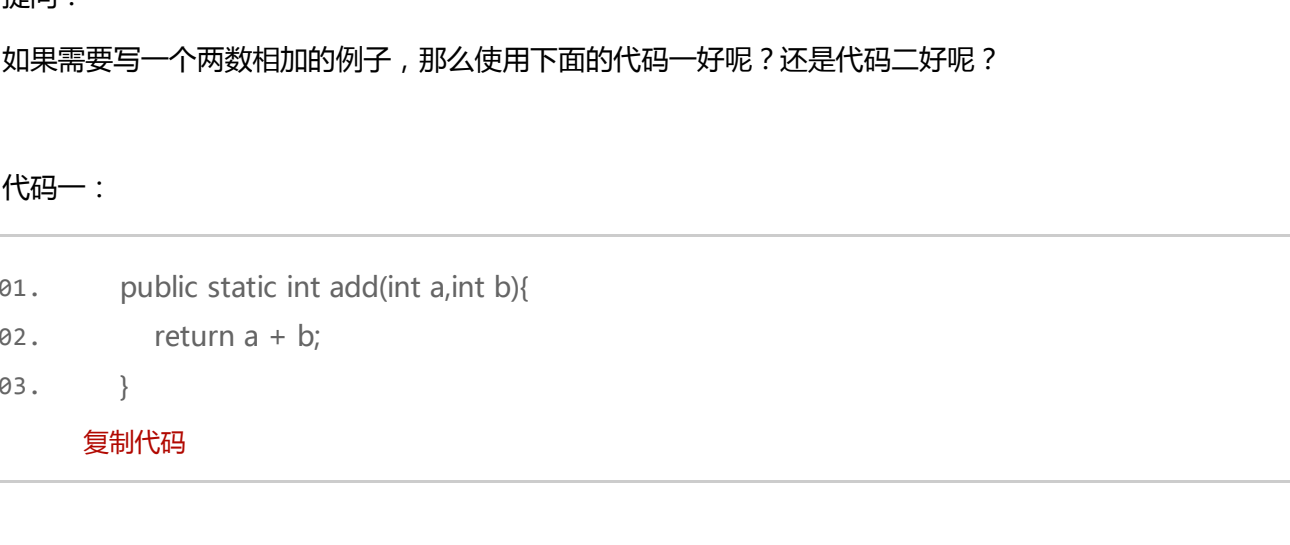 提问：
如果需要写一个两数相加的例子，那么使用下面的代码一好呢？还是代码二好呢？
代码一：
01. public static int add(int a,int b){
02. return a + b;
03. }
复制代码